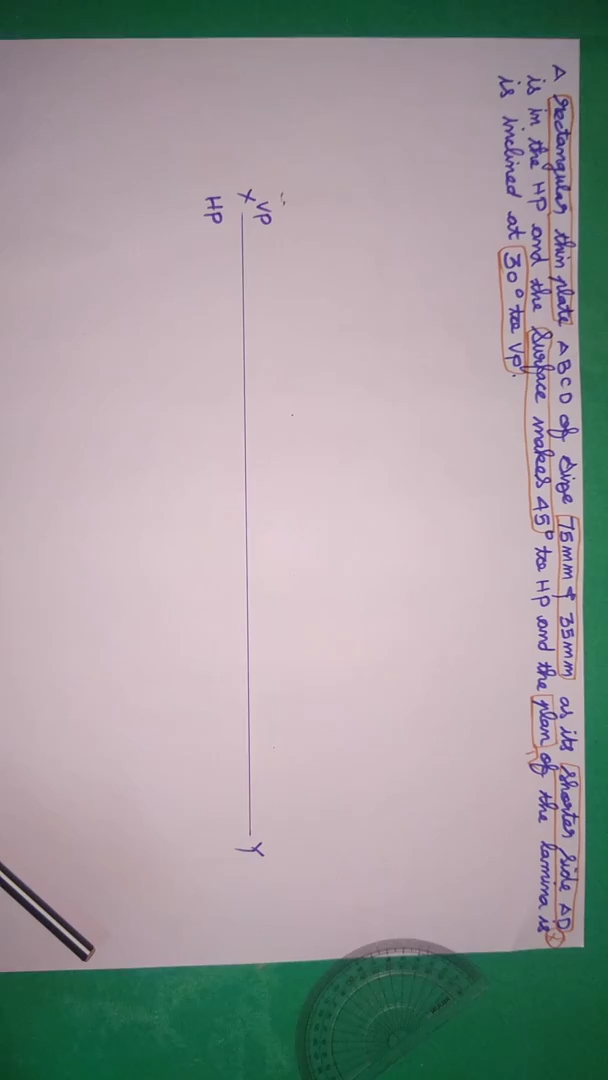 A rectangular thin plate ABCD of size 75mm & 35mm as its shorter side AD
is in the HP and the surface makes 45° to HP and the plan of the lamina is
is inclined at 30° to VP.
X VP
HP
Y